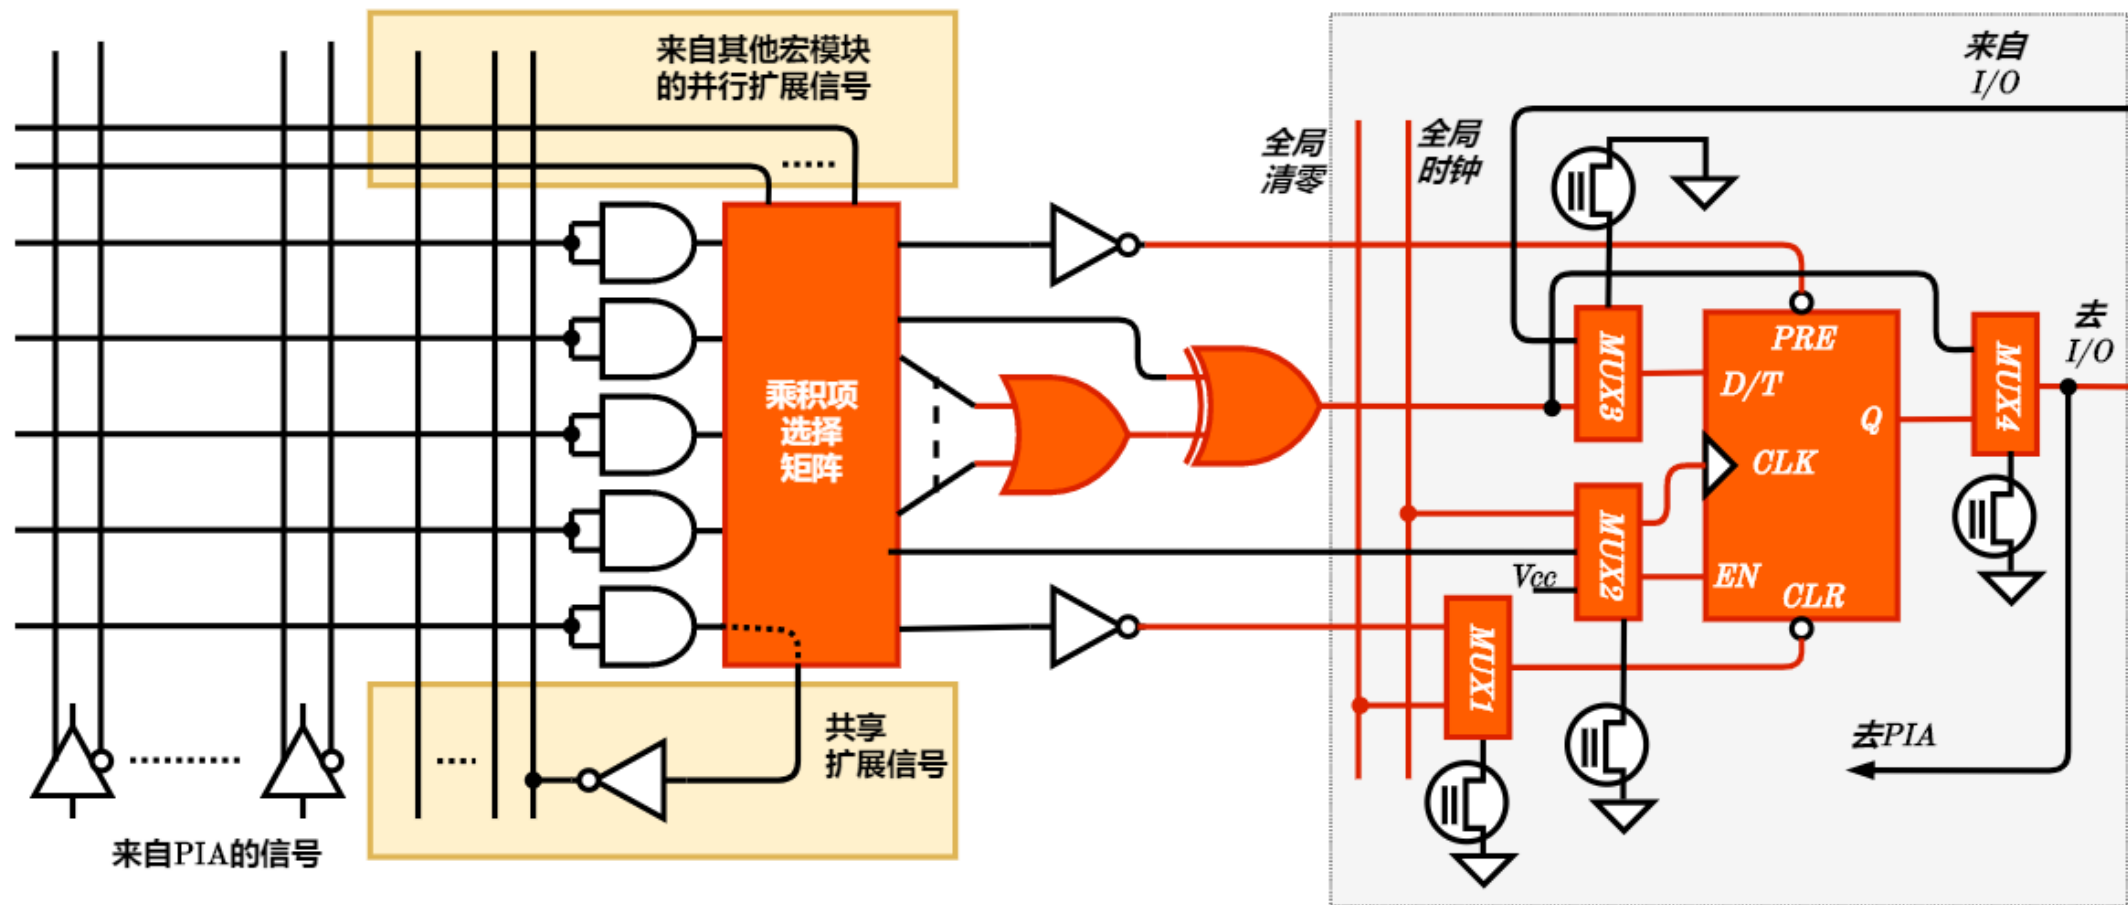 来自其他宏模块
的并行扩展信号
来自
I/O
全局
清零
全局
时钟
去
I/O
乘积项
选择
矩阵
MUX3
PRE
D/T
Q
CLK
EN
CLR
MUX4
MUX2
Vcc
MUX1
共享
扩展信号
去PIA
来自PIA的信号